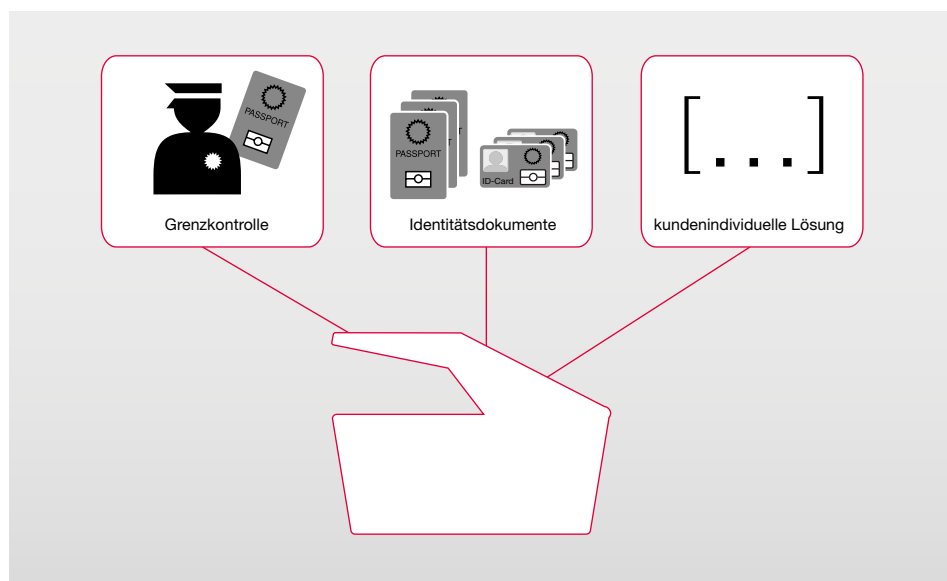 PASSPORT
Grenzkontrolle
PASSPORT
ID-Card
Identitätsdokumente
[...]
kundenindividuelle Lösung